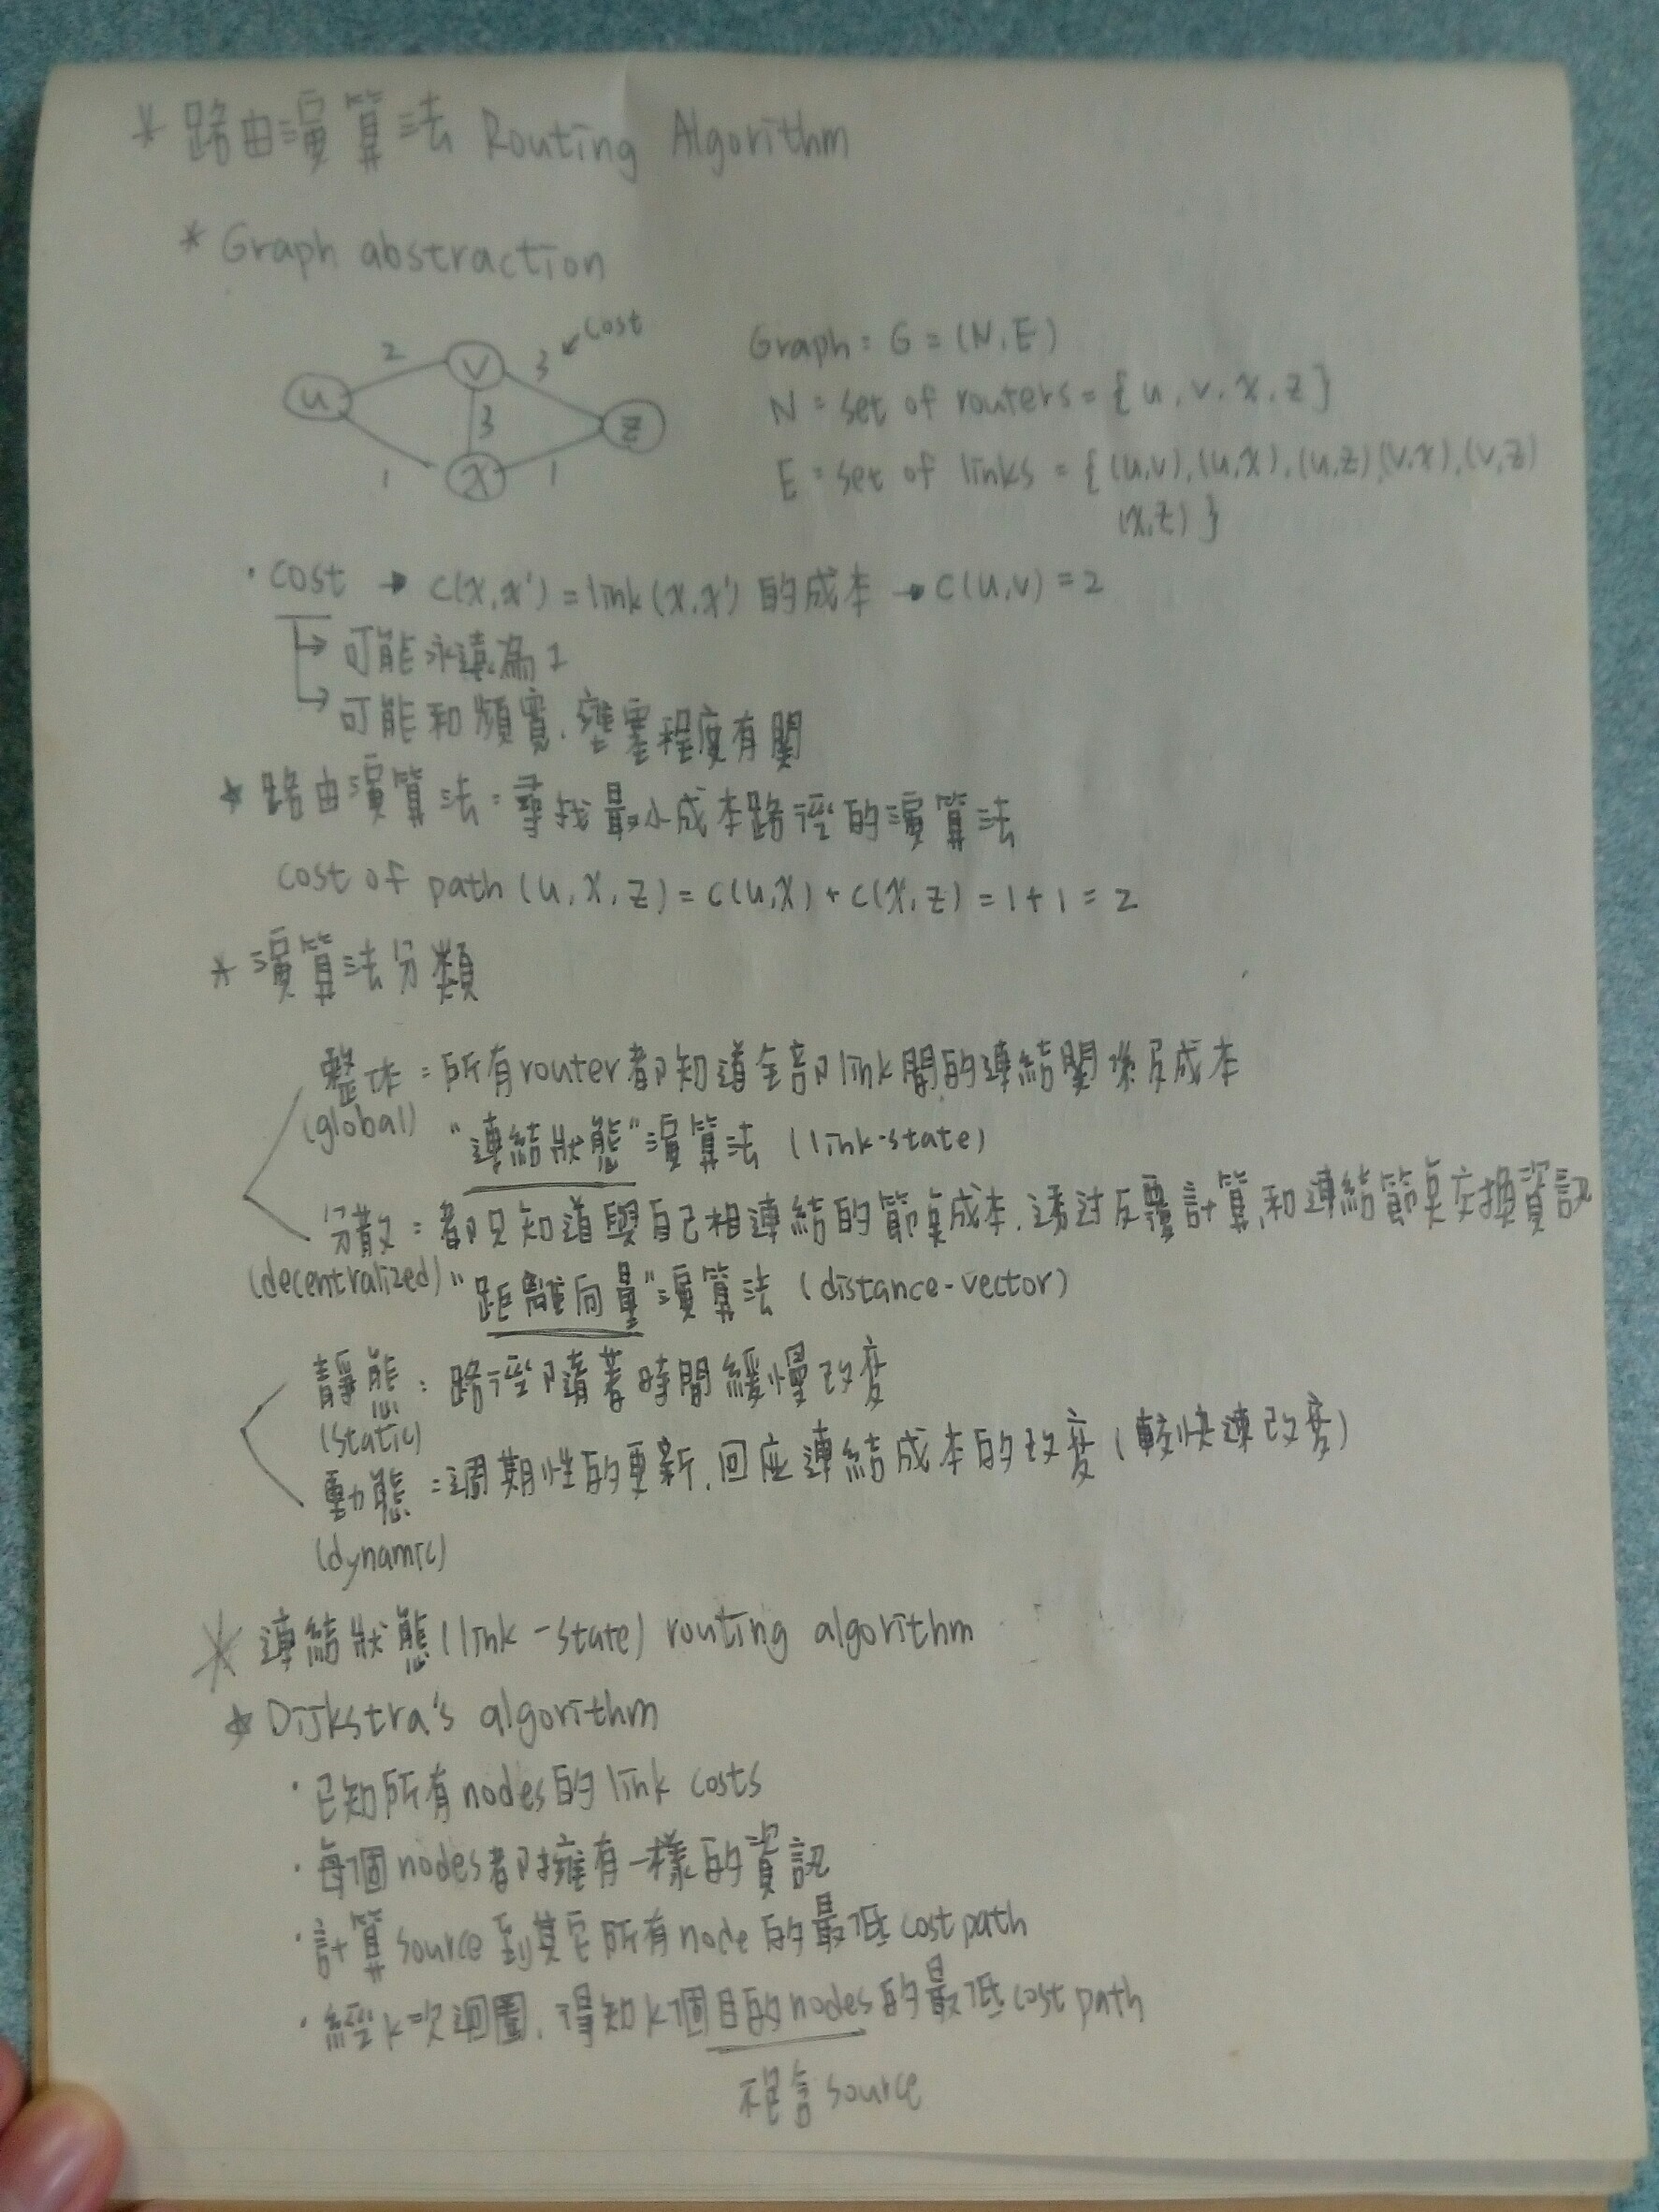 * 路由演算法 Routing Algorithm
* Graph abstraction
cost
2
v
3
u
3
z
1
x
1
Graph: G = (N, E)
N = set of routers = { u, v, x, z }
E = set of links = { (u,v), (u,x), (u,z), (v,x), (v,z)
(x,z) }
· cost → c(x,x') = link (x,x') 的成本 → c(u,v) = 2
↳ 可能永遠為1
↳ 可能和頻寬、壅塞程度有關
* 路由演算法:尋找最小成本路徑的演算法
cost of path (u, x, z) = c(u,x) + c(x,z) = 1+1 = 2
* 演算法分類
整体:所有router都知道全部link間的連結關係及成本
(global)
"連結狀態"演算法 (link-state)
分散:都只知道與自己相連結的節點成本,透过反覆計算,和連結節點交換資訊
(decentralized) "距離向量"演算法 (distance-vector)
靜態:路徑隨著時間緩慢改變
(static)
動態:週期性的更新,回應連結成本的改變(較快速改變)
(dynamic)
* 連結狀態(link-state) routing algorithm
* Dijkstra's algorithm
· 已知所有nodes的link costs
· 每個nodes都擁有一樣的資訊
· 計算source到其它所有node的最低cost path
· 經k次迴圈,得知k個目的nodes的最低cost path
不包含source